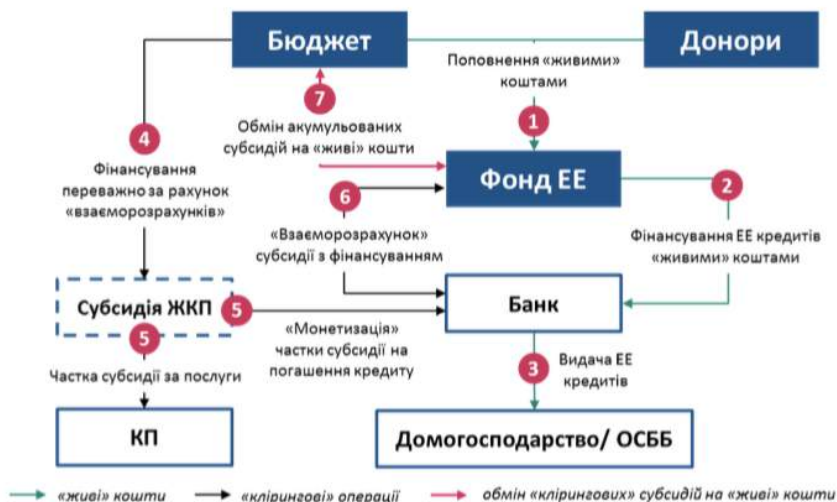 Бюджет
Донори
Поповнення «живими»
коштами
7
4
1
Обмін акумульованих
субсидій на «живі» кошти
Фінансування
переважно за рахунок
«взаєморозрахунків»
Фонд ЕЕ
2
6
«Взаєморозрахунок»
субсидії з фінансуванням
Фінансування ЕЕ кредитів
«живими» коштами
Субсидія ЖКП
5
Банк
5
«Монетизація»
частки субсидії на
погашення кредиту
3
Видача ЕЕ
кредитів
Частка субсидії за послуги
КП
Домогосподарство/ ОСББ
«живі» кошти
«клірингові» операції
обмін «клірингових» субсидій на «живі» кошти